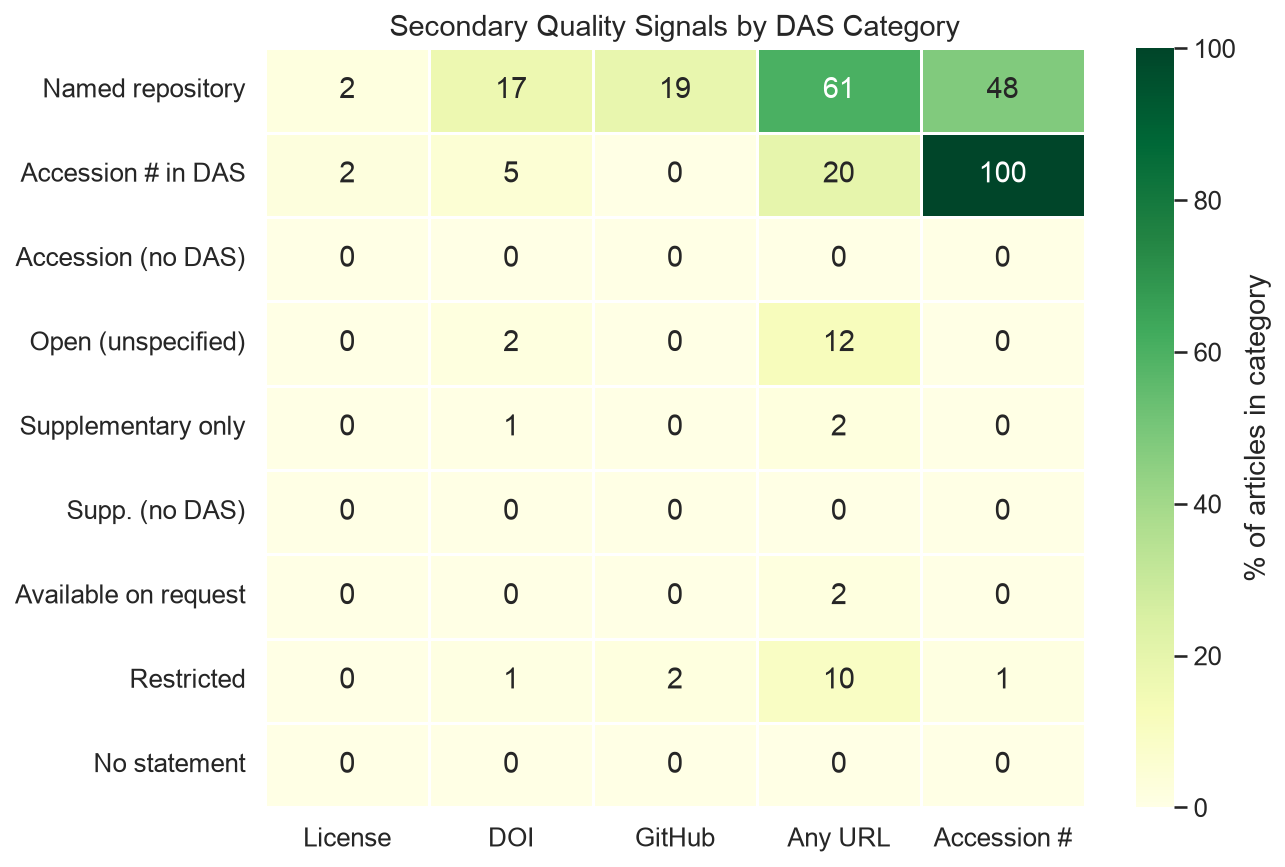 Secondary Quality Signals by DAS Category
Named repository 2 17 19 61 48
Accession # in DAS 2 5 0 20 100
Accession (no DAS) 0 0 0 0 0
Open (unspecified) 0 2 0 12 0
Supplementary only 0 1 0 2 0
Supp. (no DAS) 0 0 0 0 0
Available on request 0 0 0 2 0
Restricted 0 1 2 10 1
No statement 0 0 0 0 0
License DOI GitHub Any URL Accession #
100
80
60
40
20
0
% of articles in category